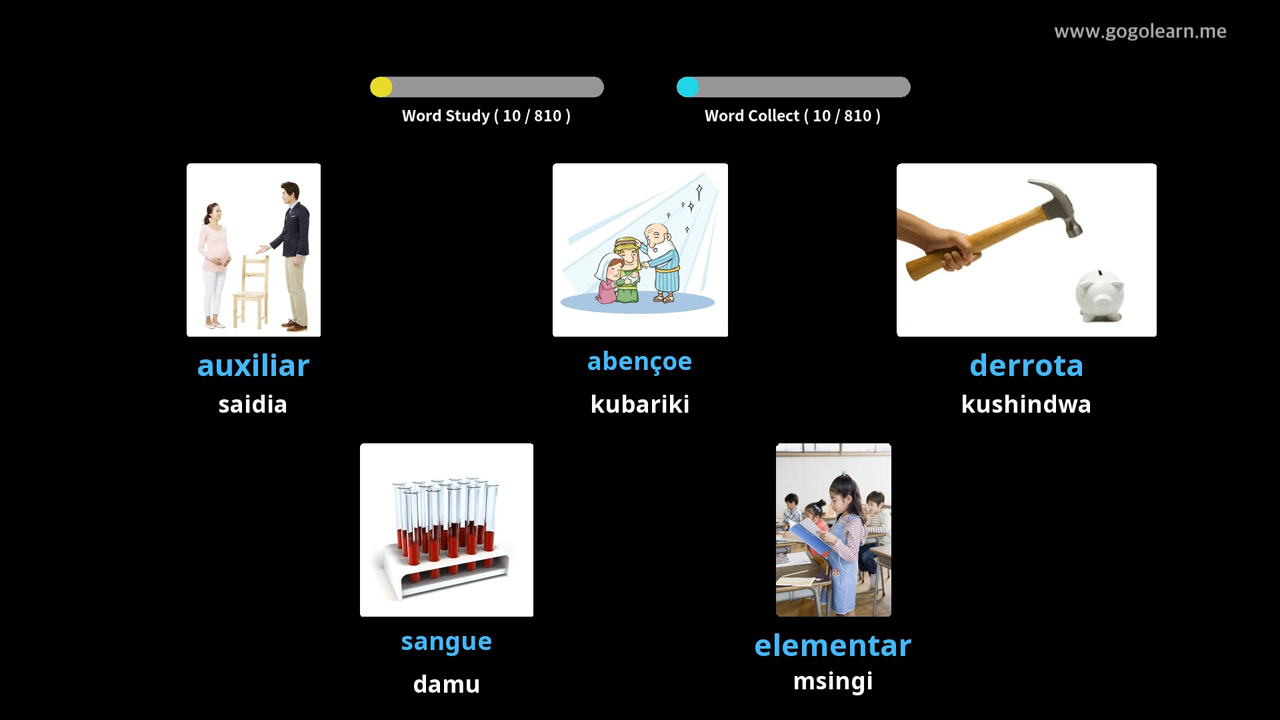 www.gogolearn.me
Word Study ( 10 / 810 )
Word Collect ( 10 / 810 )
auxiliar
saidia
abençoe
kubariki
derrota
kushindwa
sangue
damu
elementar
msingi